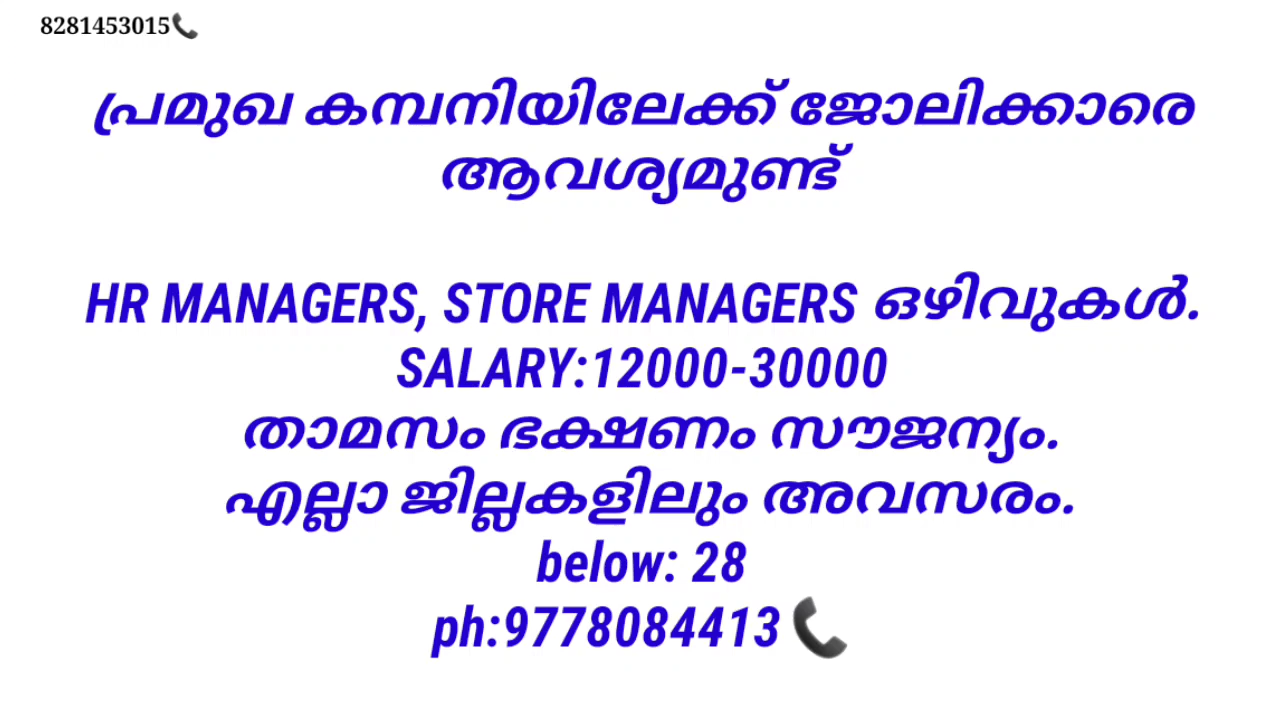 8281453015📞
പ്രമുഖ കമ്പനിയിലേക്ക് ജോലിക്കാരെ
ആവശ്യമുണ്ട്
HR MANAGERS, STORE MANAGERS ഒഴിവുകൾ.
SALARY:12000-30000
താമസം ഭക്ഷണം സൗജന്യം.
എല്ലാ ജില്ലകളിലും അവസരം.
below: 28
ph:9778084413📞